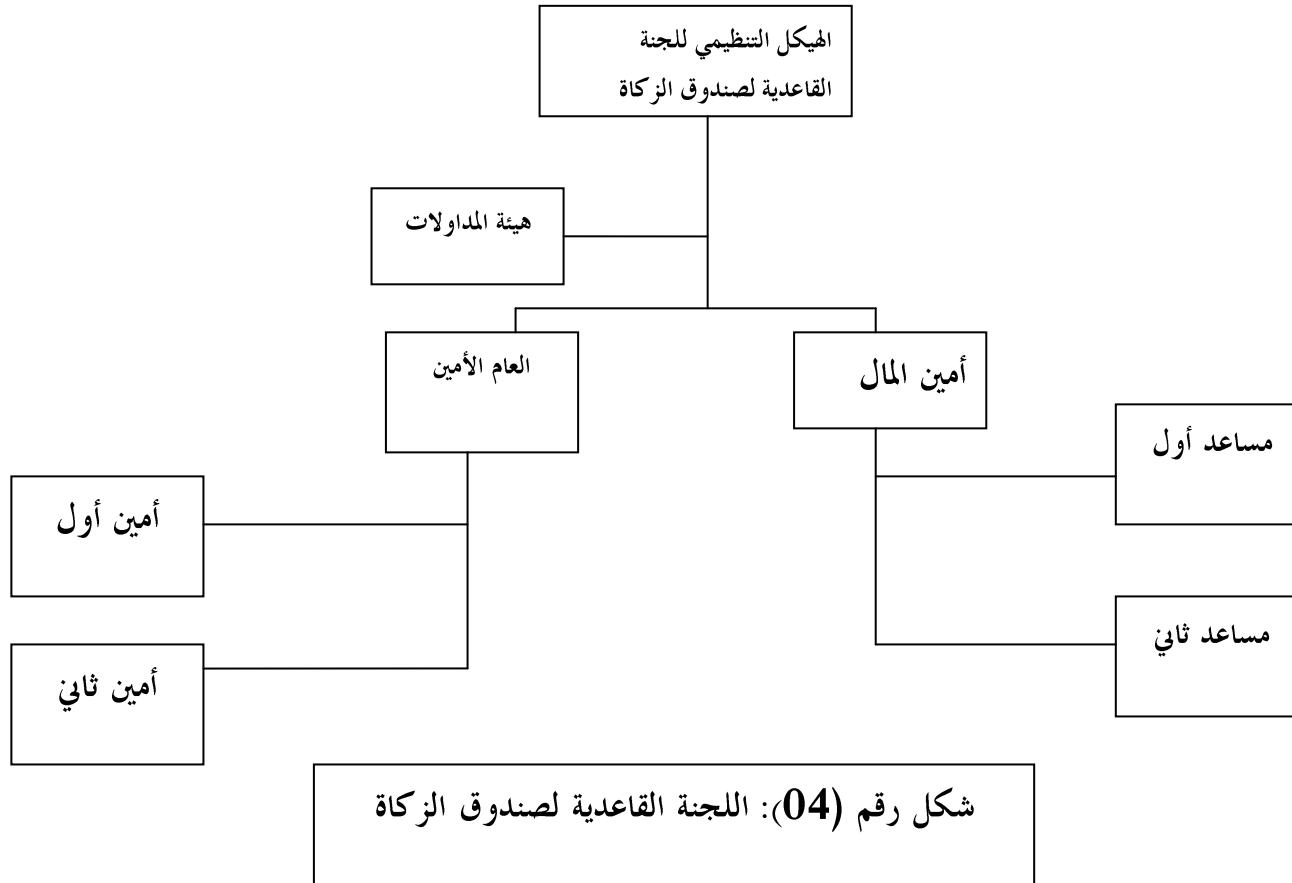 الهيكل التنظيمي للجنة
القاعدية لصندوق الزكاة
هيئة المداولات
أمين المال
العام الأمين
مساعد أول
أمين أول
مساعد ثاني
أمين ثاني
شكل رقم (04): اللجنة القاعدية لصندوق الزكاة